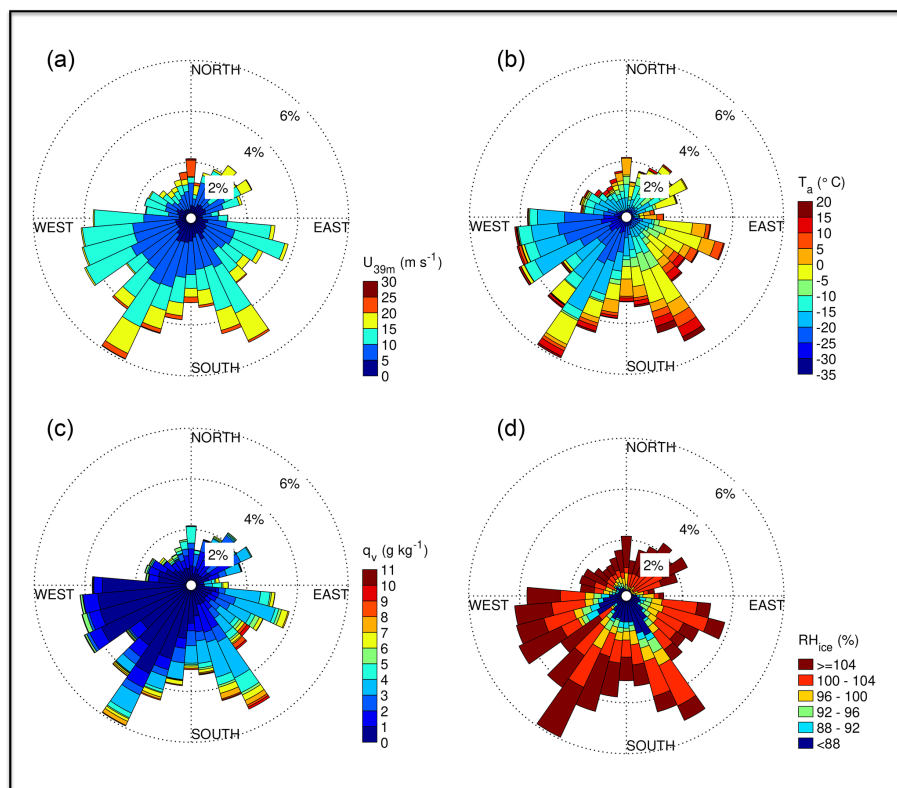 (a)
NORTH
6%
4%
2%
WEST
EAST
SOUTH
U39m (m s-1)
30
25
20
15
10
5
0
(b)
NORTH
6%
4%
2%
WEST
EAST
SOUTH
Ta (° C)
20
15
10
5
0
-5
-10
-15
-20
-25
-30
-35
(c)
NORTH
6%
4%
2%
WEST
EAST
SOUTH
qv (g kg-1)
11
10
9
8
7
6
5
4
3
2
1
0
(d)
NORTH
6%
4%
2%
WEST
EAST
SOUTH
RHice (%)
>=104
100 - 104
96 - 100
92 - 96
88 - 92
<88